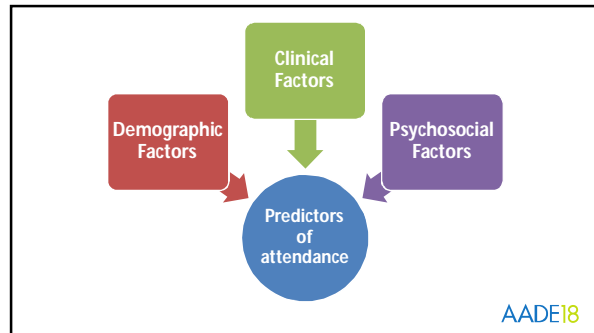 Clinical
Factors
Demographic
Factors
Psychosocial
Factors
Predictors
of
attendance
AADE18